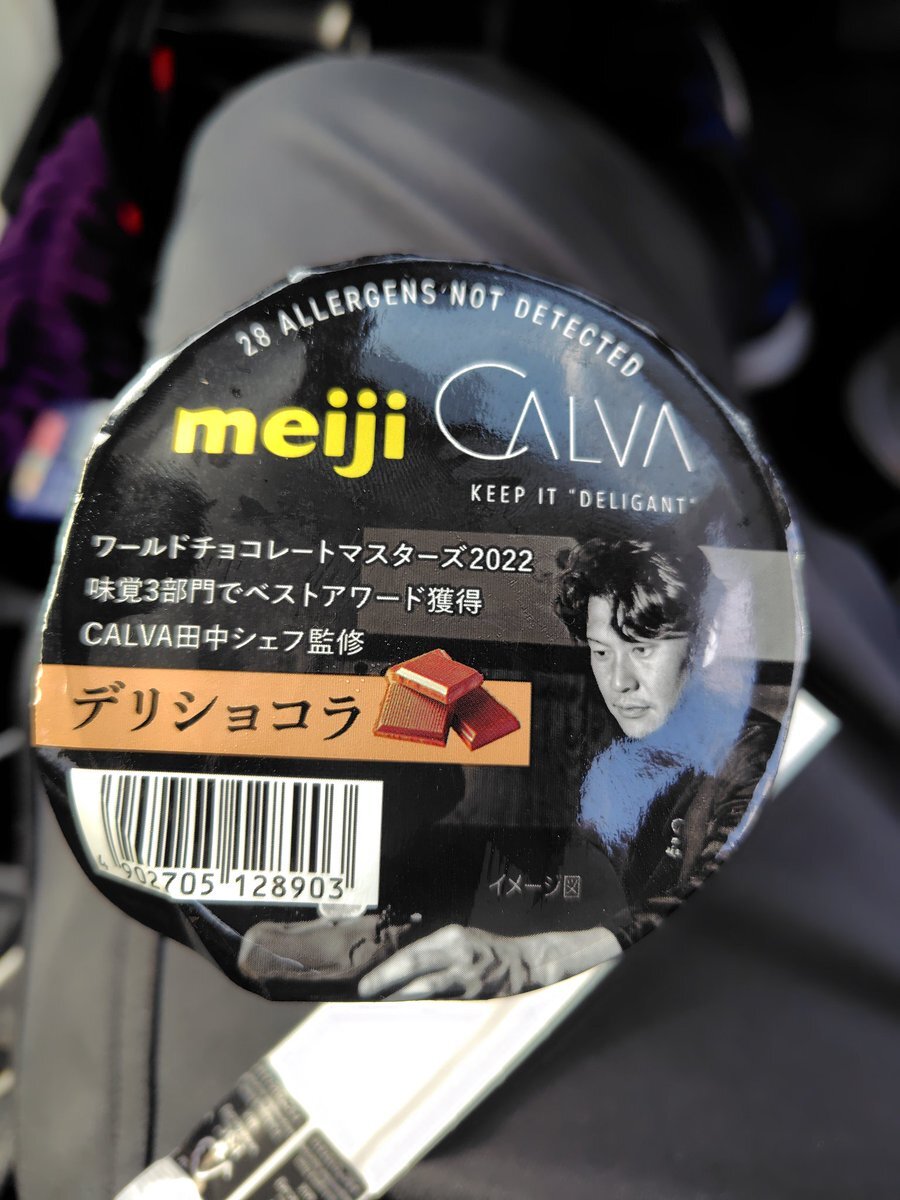 28 ALLERGENS NOT DETECTED
meiji CALVA
KEEP IT "DELIGANT"
ワールドチョコレートマスターズ2022
味覚3部門でベストアワード獲得
CALVA田中シェフ監修
デリショコラ
4 902705 128903
イメージ図